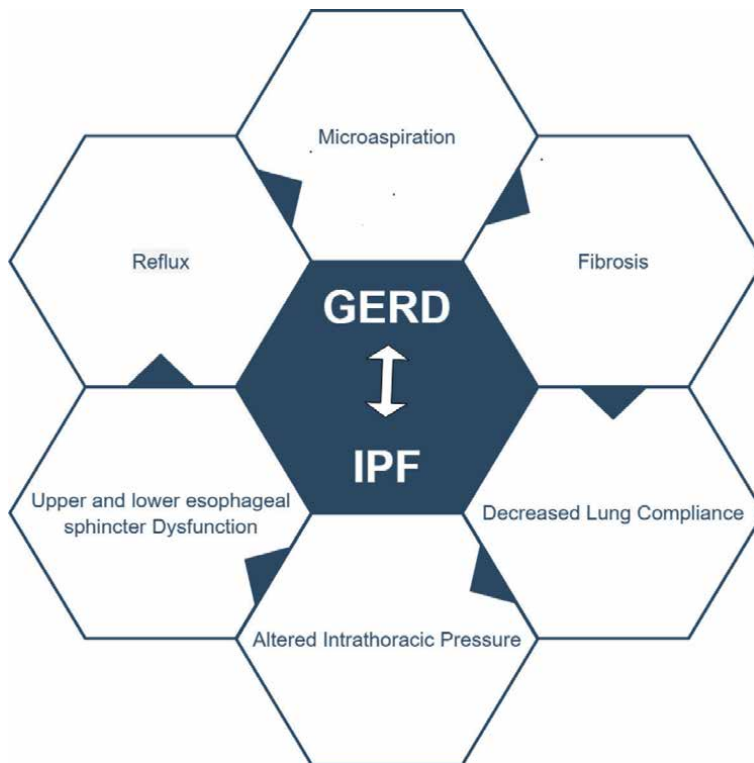 Microaspiration
Reflux
Fibrosis
GERD
IPF
Upper and lower esophageal
sphincter Dysfunction
Decreased Lung Compliance
Altered Intrathoracic Pressure